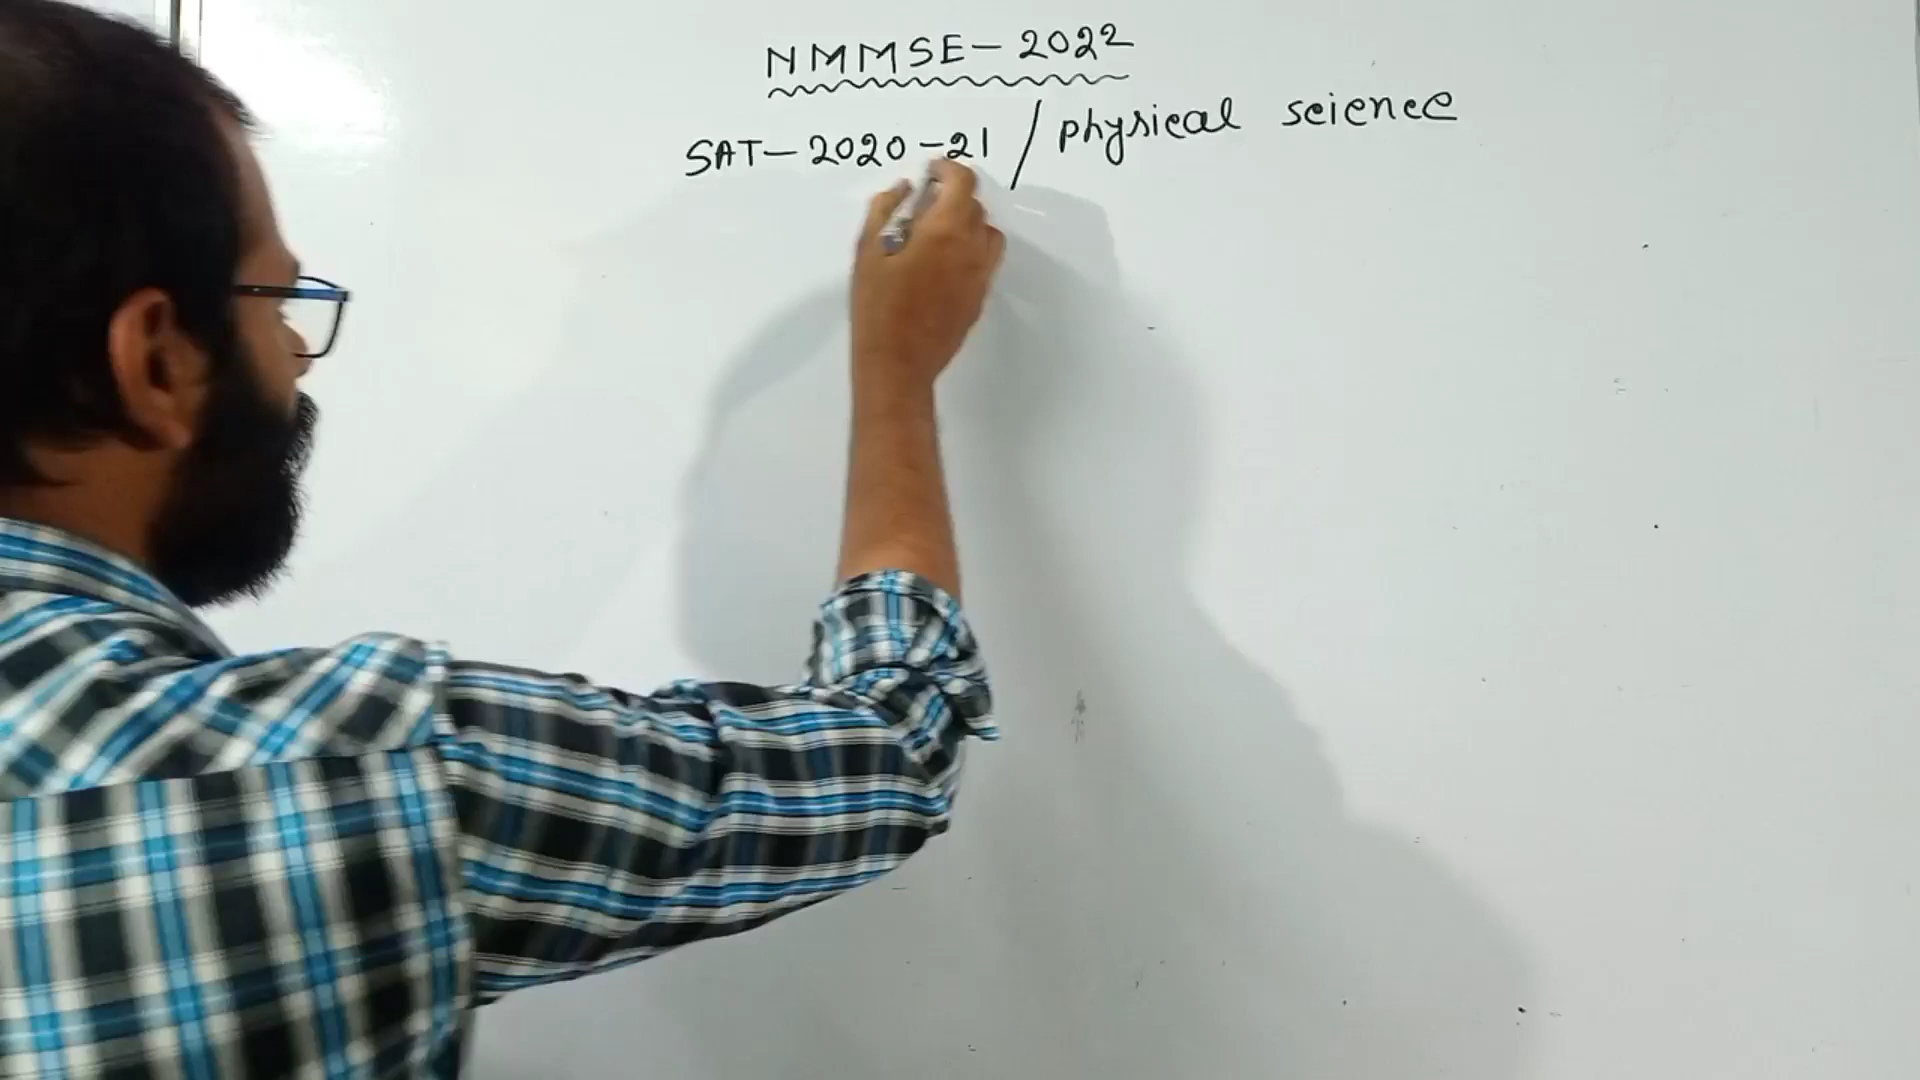 NMMSE - 2022
SAT - 2020 - 21 / physical science